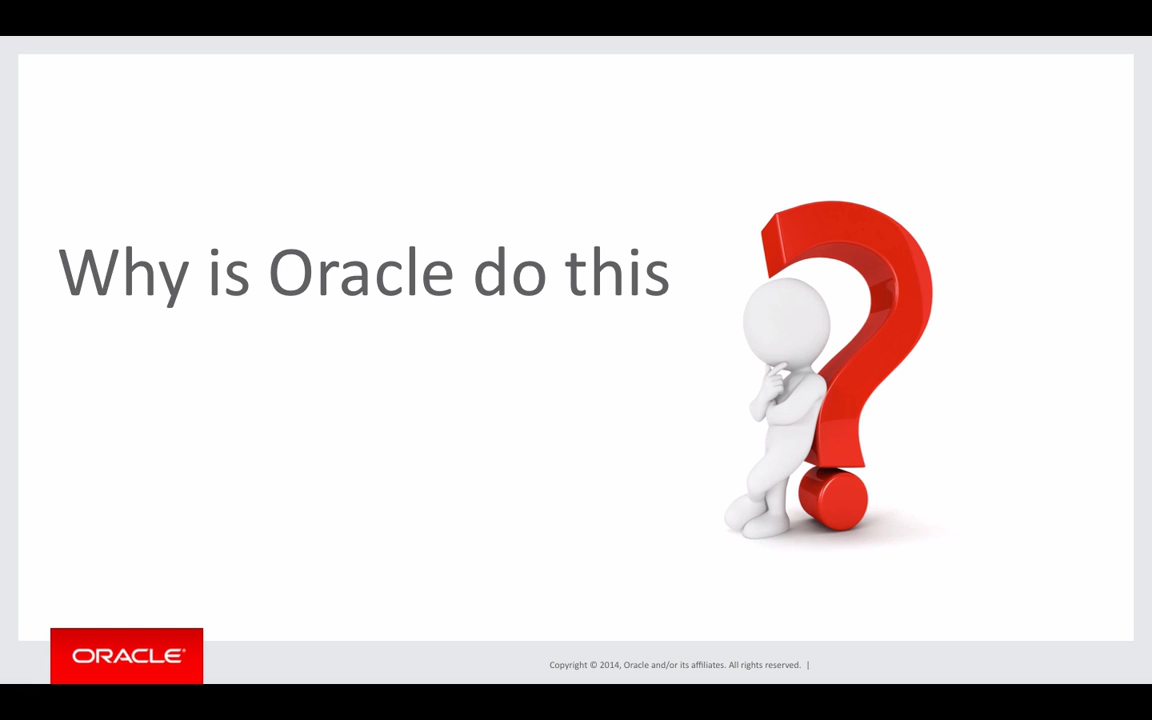 Why is Oracle do this
ORACLE®
Copyright © 2014, Oracle and/or its affiliates. All rights reserved. |